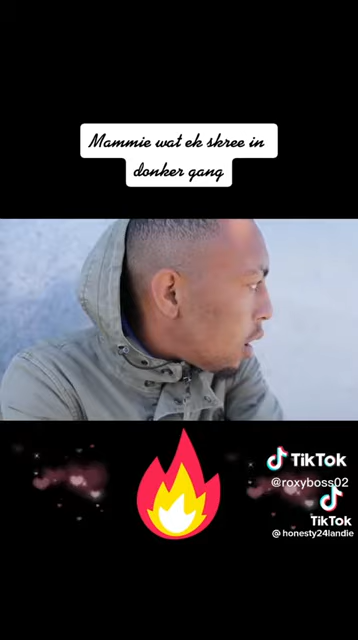 Mammie wat ek skree in
donker gang
TikTok
@roxyboss02
TikTok
@honesty24landie